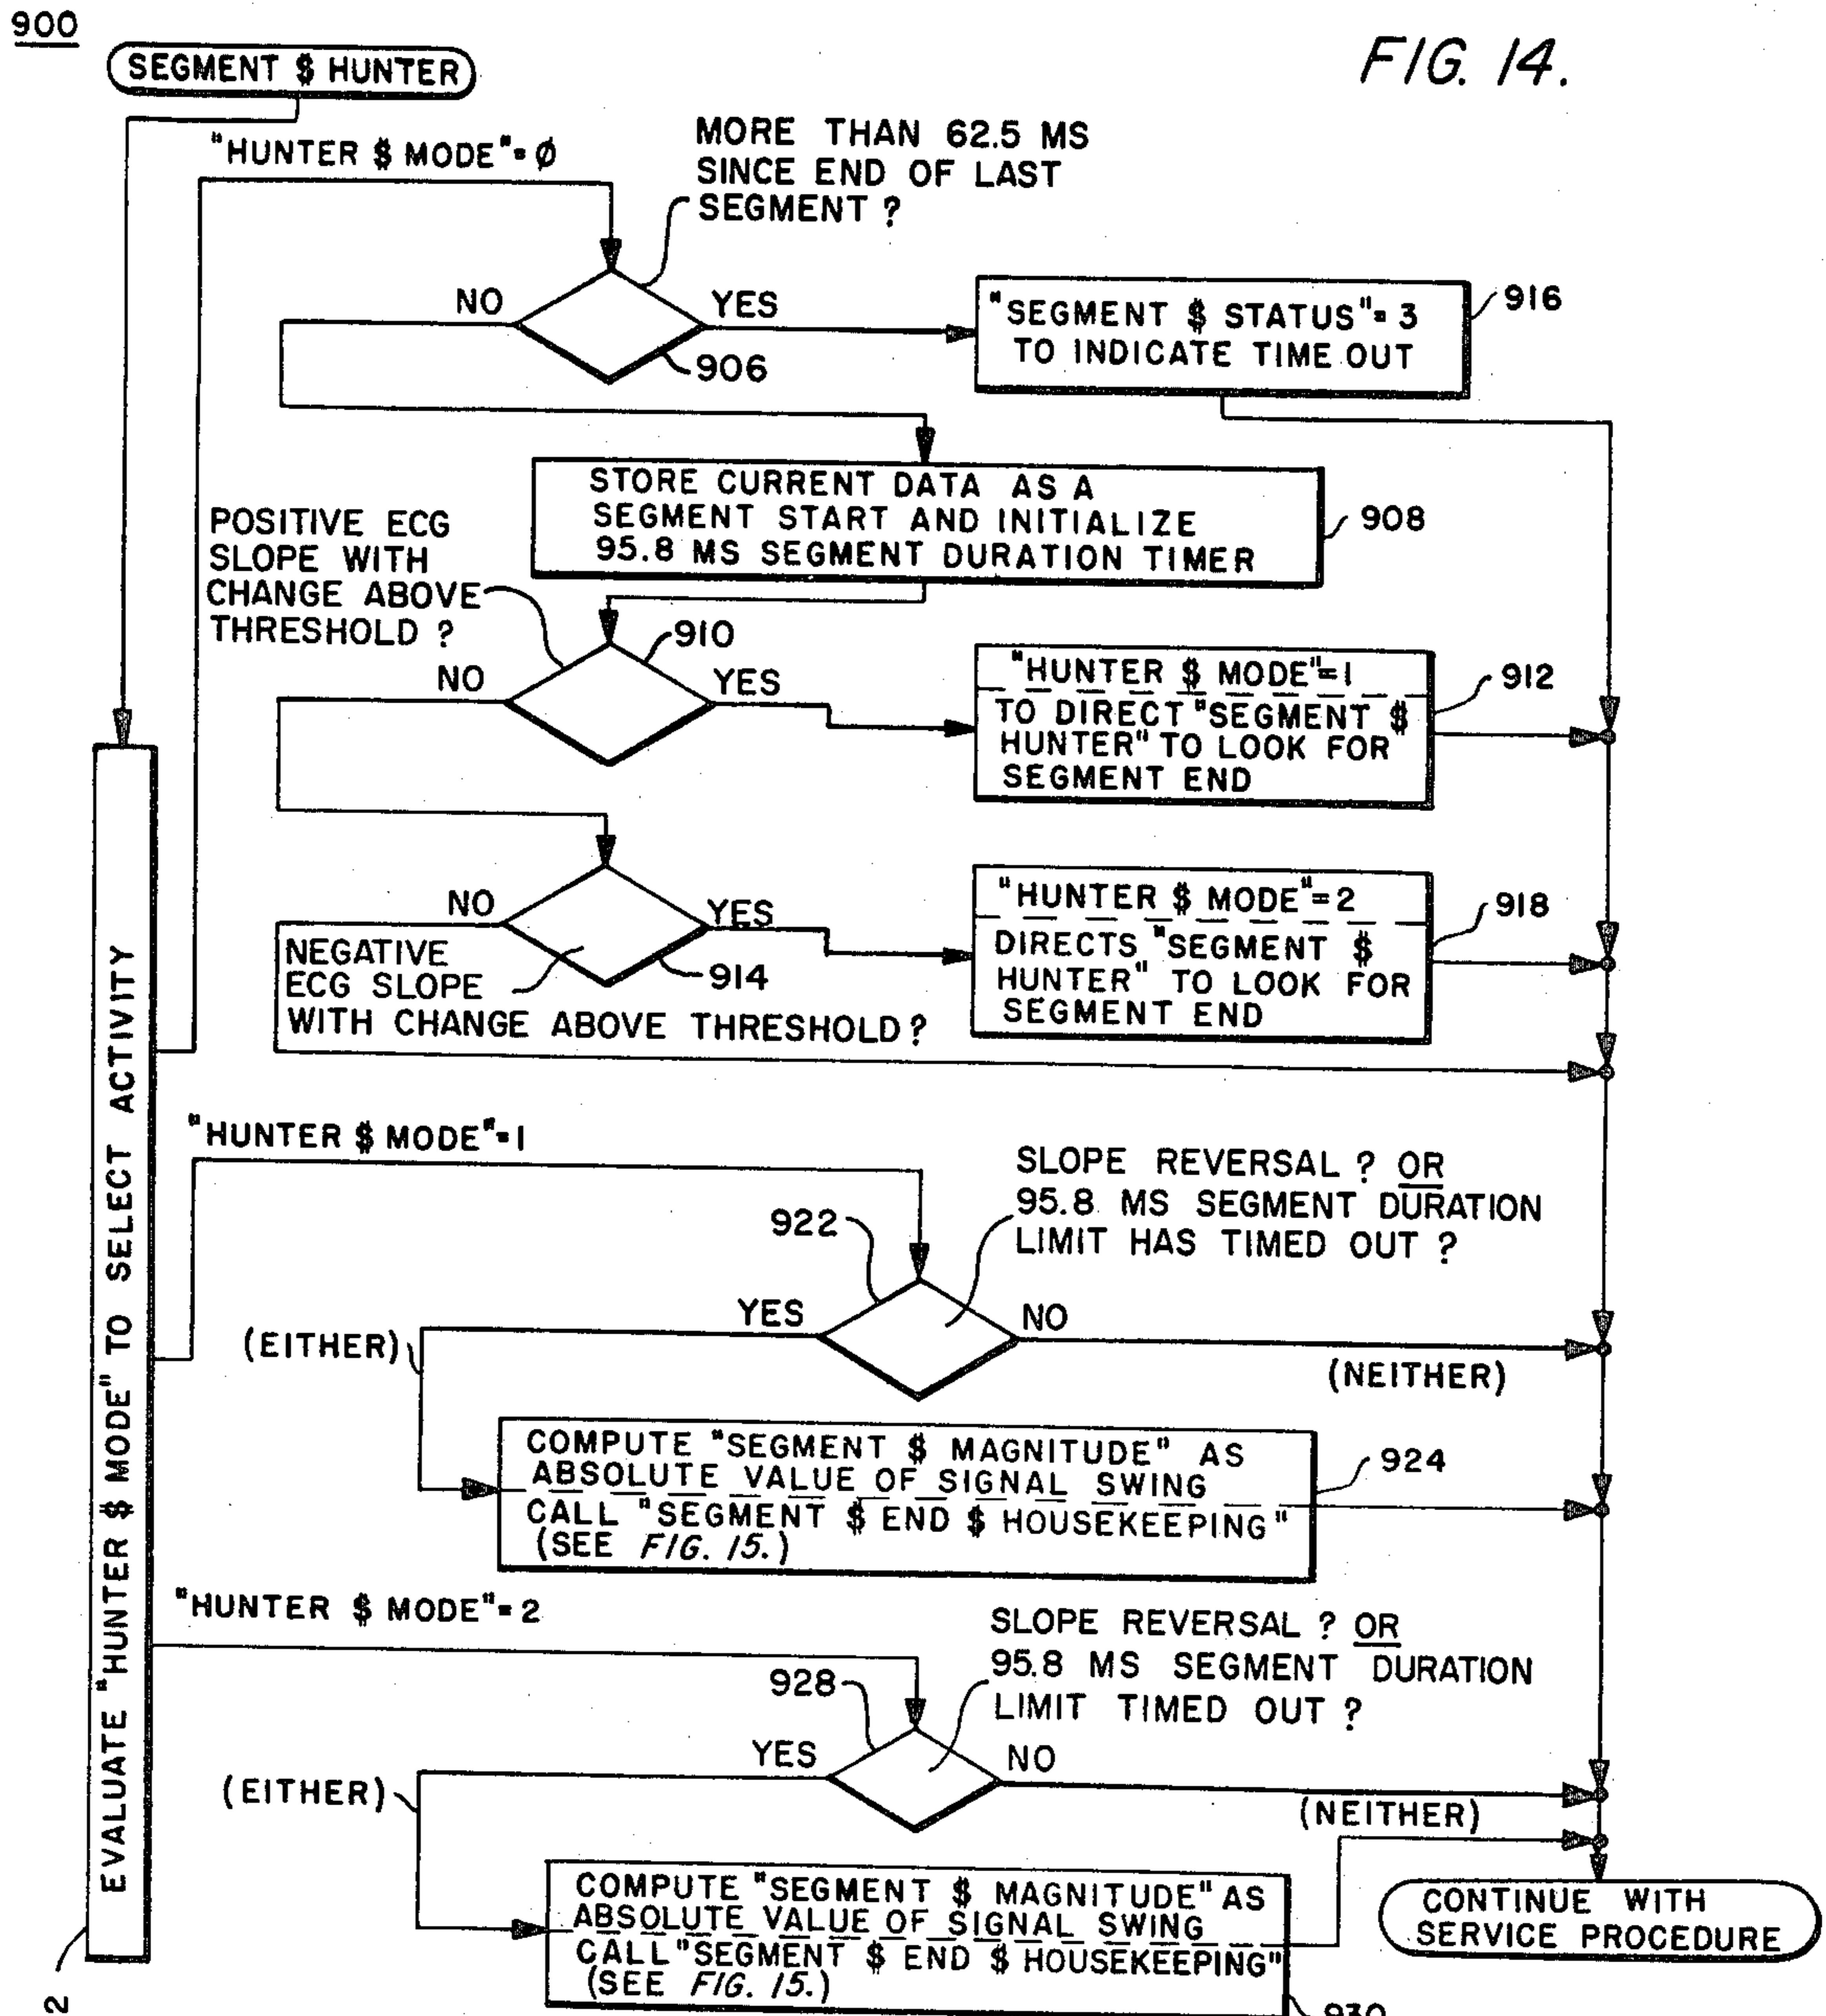 900
FIG. 14.
SEGMENT $ HUNTER
"HUNTER $ MODE"=ø
MORE THAN 62.5 MS
SINCE END OF LAST
SEGMENT ?
NO
YES
906
"SEGMENT $ STATUS"=3
TO INDICATE TIME OUT
916
STORE CURRENT DATA AS A
SEGMENT START AND INITIALIZE
95.8 MS SEGMENT DURATION TIMER
908
POSITIVE ECG
SLOPE WITH
CHANGE ABOVE
THRESHOLD ?
910
NO
YES
"HUNTER $ MODE"=1
TO DIRECT "SEGMENT $
HUNTER" TO LOOK FOR
SEGMENT END
912
NO
YES
914
NEGATIVE
ECG SLOPE
WITH CHANGE ABOVE THRESHOLD?
"HUNTER $ MODE"=2
DIRECTS "SEGMENT $
HUNTER" TO LOOK FOR
SEGMENT END
918
EVALUATE "HUNTER $ MODE" TO SELECT ACTIVITY
"HUNTER $ MODE"=1
SLOPE REVERSAL ? OR
95.8 MS SEGMENT DURATION
LIMIT HAS TIMED OUT ?
922
YES
NO
(EITHER)
(NEITHER)
COMPUTE "SEGMENT $ MAGNITUDE" AS
ABSOLUTE VALUE OF SIGNAL SWING
CALL "SEGMENT $ END $ HOUSEKEEPING"
(SEE FIG. 15.)
924
"HUNTER $ MODE"=2
SLOPE REVERSAL ? OR
95.8 MS SEGMENT DURATION
LIMIT TIMED OUT ?
928
YES
NO
(EITHER)
(NEITHER)
COMPUTE "SEGMENT $ MAGNITUDE" AS
ABSOLUTE VALUE OF SIGNAL SWING
CALL "SEGMENT $ END $ HOUSEKEEPING"
(SEE FIG. 15.)
930
CONTINUE WITH
SERVICE PROCEDURE
2